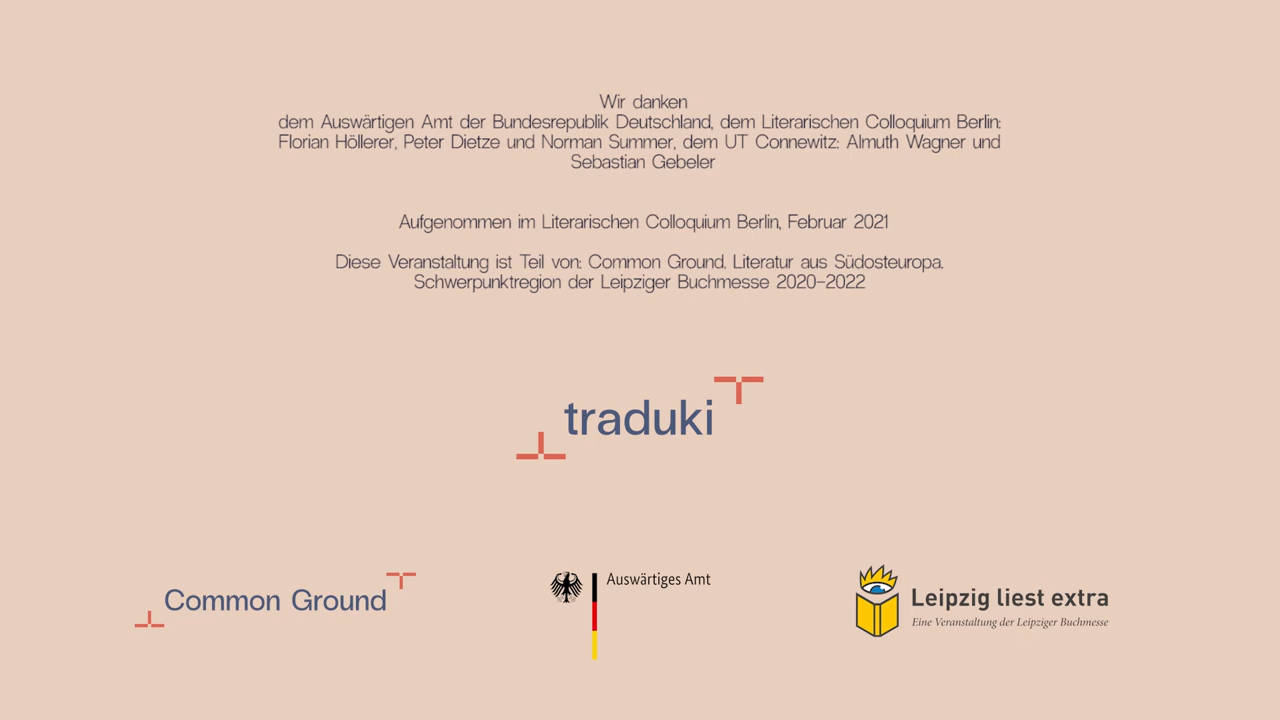 Wir danken
dem Auswärtigen Amt der Bundesrepublik Deutschland, dem Literarischen Colloquium Berlin:
Florian Höllerer, Peter Dietze und Norman Summer, dem UT Connewitz: Almuth Wagner und
Sebastian Gebeler
Aufgenommen im Literarischen Colloquium Berlin, Februar 2021
Diese Veranstaltung ist Teil von: Common Ground. Literatur aus Südosteuropa.
Schwerpunktregion der Leipziger Buchmesse 2020–2022
traduki
Common Ground
Auswärtiges Amt
Leipzig liest extra
Eine Veranstaltung der Leipziger Buchmesse